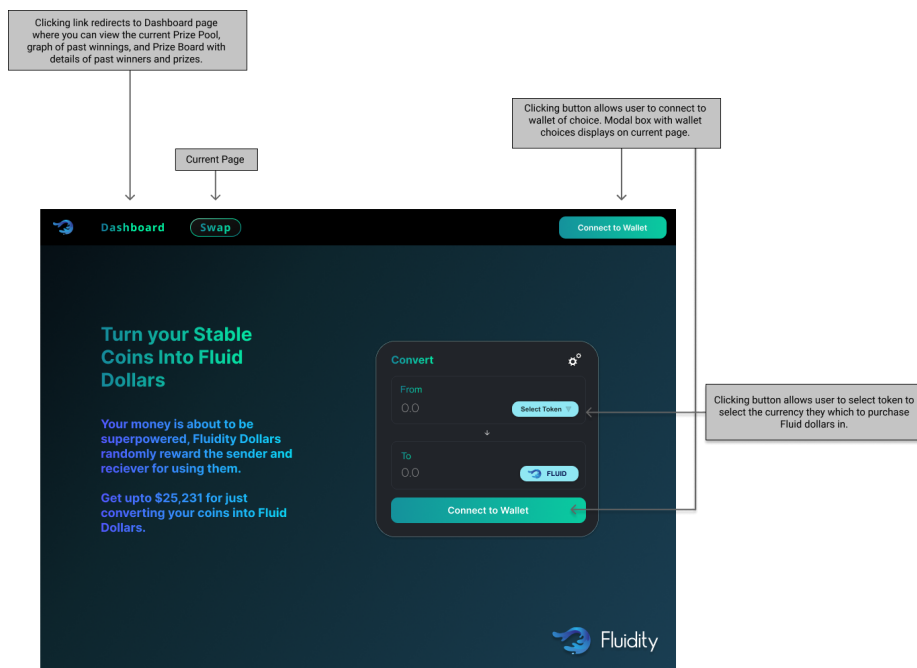 Clicking link redirects to Dashboard page
where you can view the current Prize Pool,
graph of past winnings, and Prize Board with
details of past winners and prizes.
Clicking button allows user to connect to
wallet of choice. Modal box with wallet
choices displays on current page.
Current Page
Dashboard
Swap
Connect to Wallet
Turn your Stable
Coins Into Fluid
Dollars
Your money is about to be
superpowered, Fluidity Dollars
randomly reward the sender and
reciever for using them.
Get upto $25,231 for just
converting your coins into Fluid
Dollars.
Convert
From
0.0
Select Token
To
0.0
FLUID
Connect to Wallet
Clicking button allows user to select token to
select the currency they which to purchase
Fluid dollars in.
Fluidity